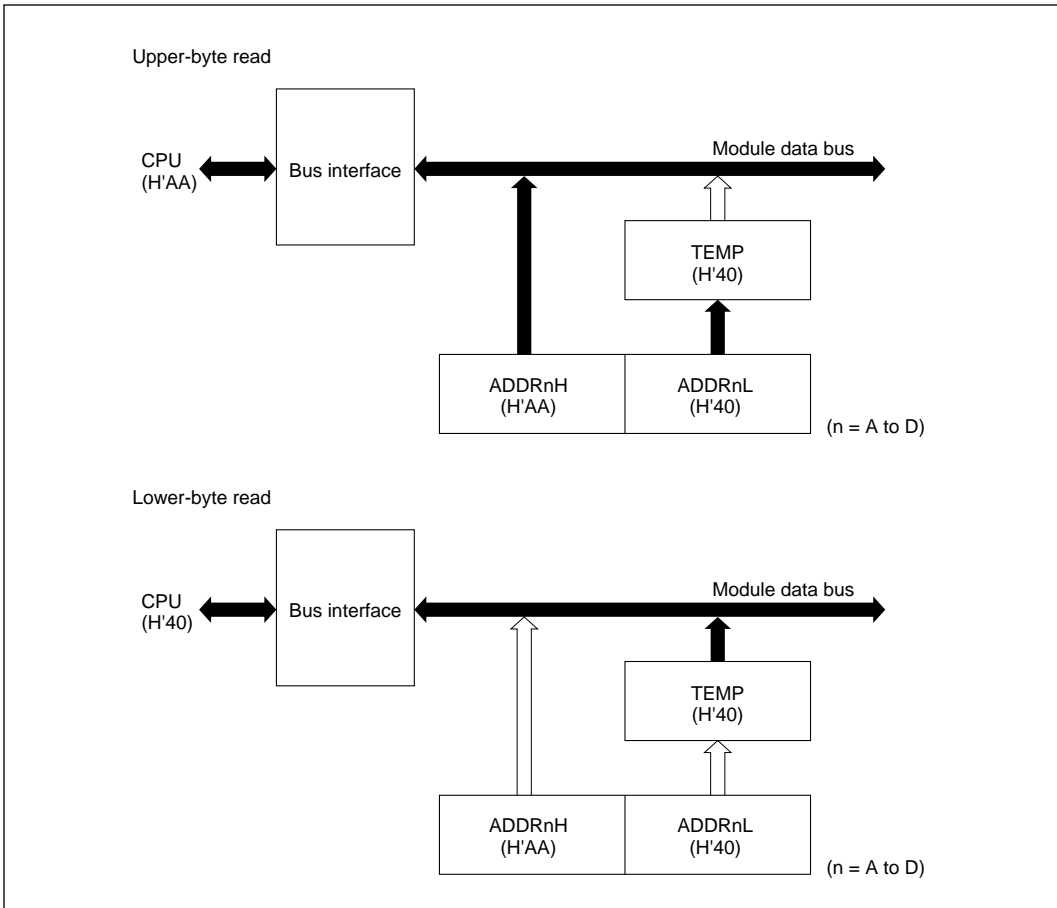 Upper-byte read
CPU
(H'AA)
Bus interface
Module data bus
TEMP
(H'40)
ADDRnH
(H'AA)
ADDRnL
(H'40)
(n = A to D)
Lower-byte read
CPU
(H'40)
Bus interface
Module data bus
TEMP
(H'40)
ADDRnH
(H'AA)
ADDRnL
(H'40)
(n = A to D)